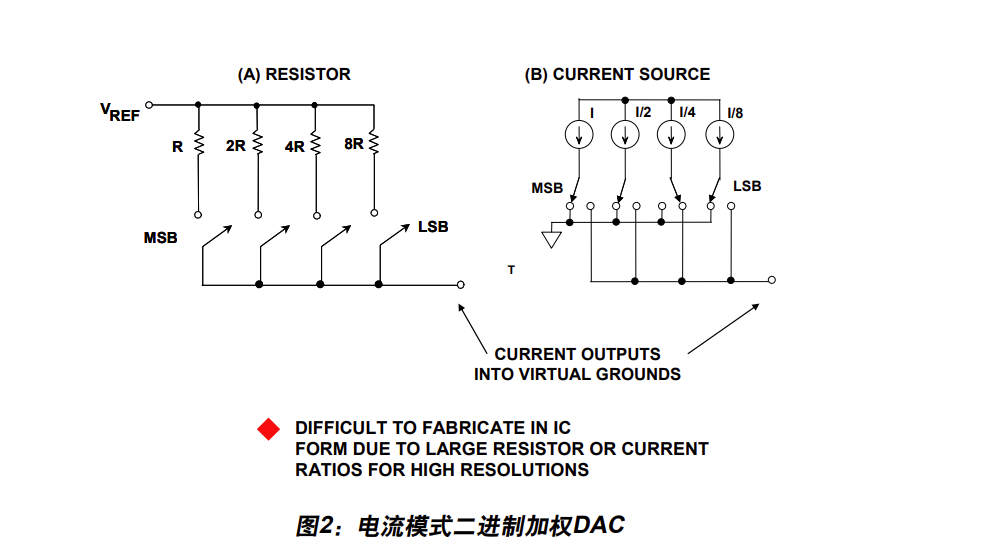 (A) RESISTOR
(B) CURRENT SOURCE
VREF
R
2R
4R
8R
MSB
LSB
I
I/2
I/4
I/8
MSB
LSB
T
CURRENT OUTPUTS
INTO VIRTUAL GROUNDS
DIFFICULT TO FABRICATE IN IC
FORM DUE TO LARGE RESISTOR OR CURRENT
RATIOS FOR HIGH RESOLUTIONS
图2：电流模式二进制加权DAC